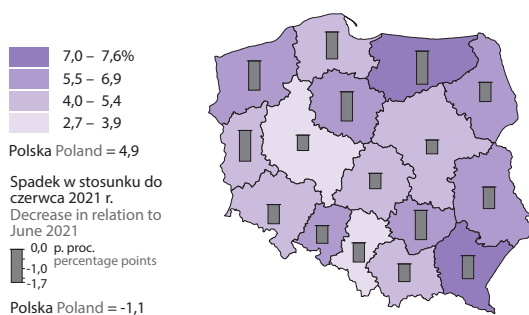 7,0 – 7,6%
5,5 – 6,9
4,0 – 5,4
2,7 – 3,9
Polska Poland = 4,9
Spadek w stosunku do
czerwca 2021 r.
Decrease in relation to
June 2021
0,0 p. proc.
percentage points
-1,0
-1,7
Polska Poland = -1,1